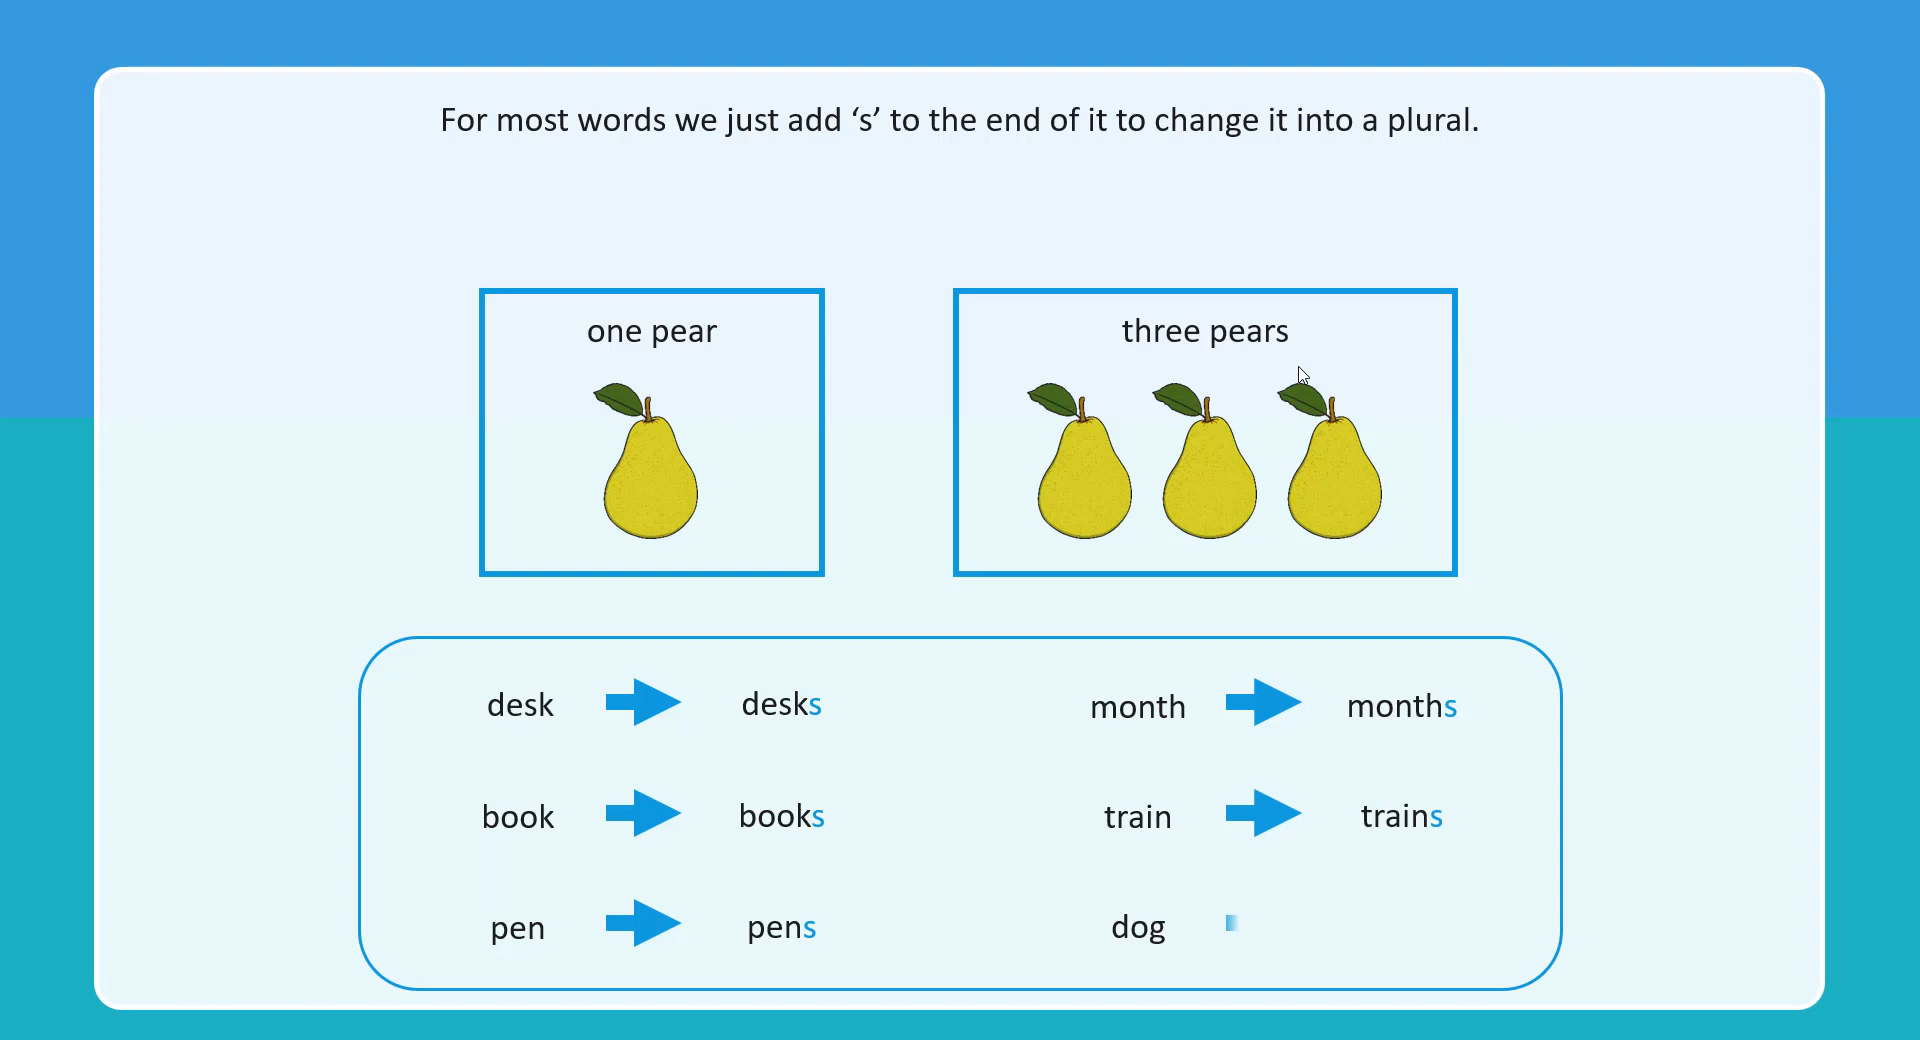 For most words we just add ‘s’ to the end of it to change it into a plural.
one pear
three pears
desk desks
month months
book books
train trains
pen pens
dog